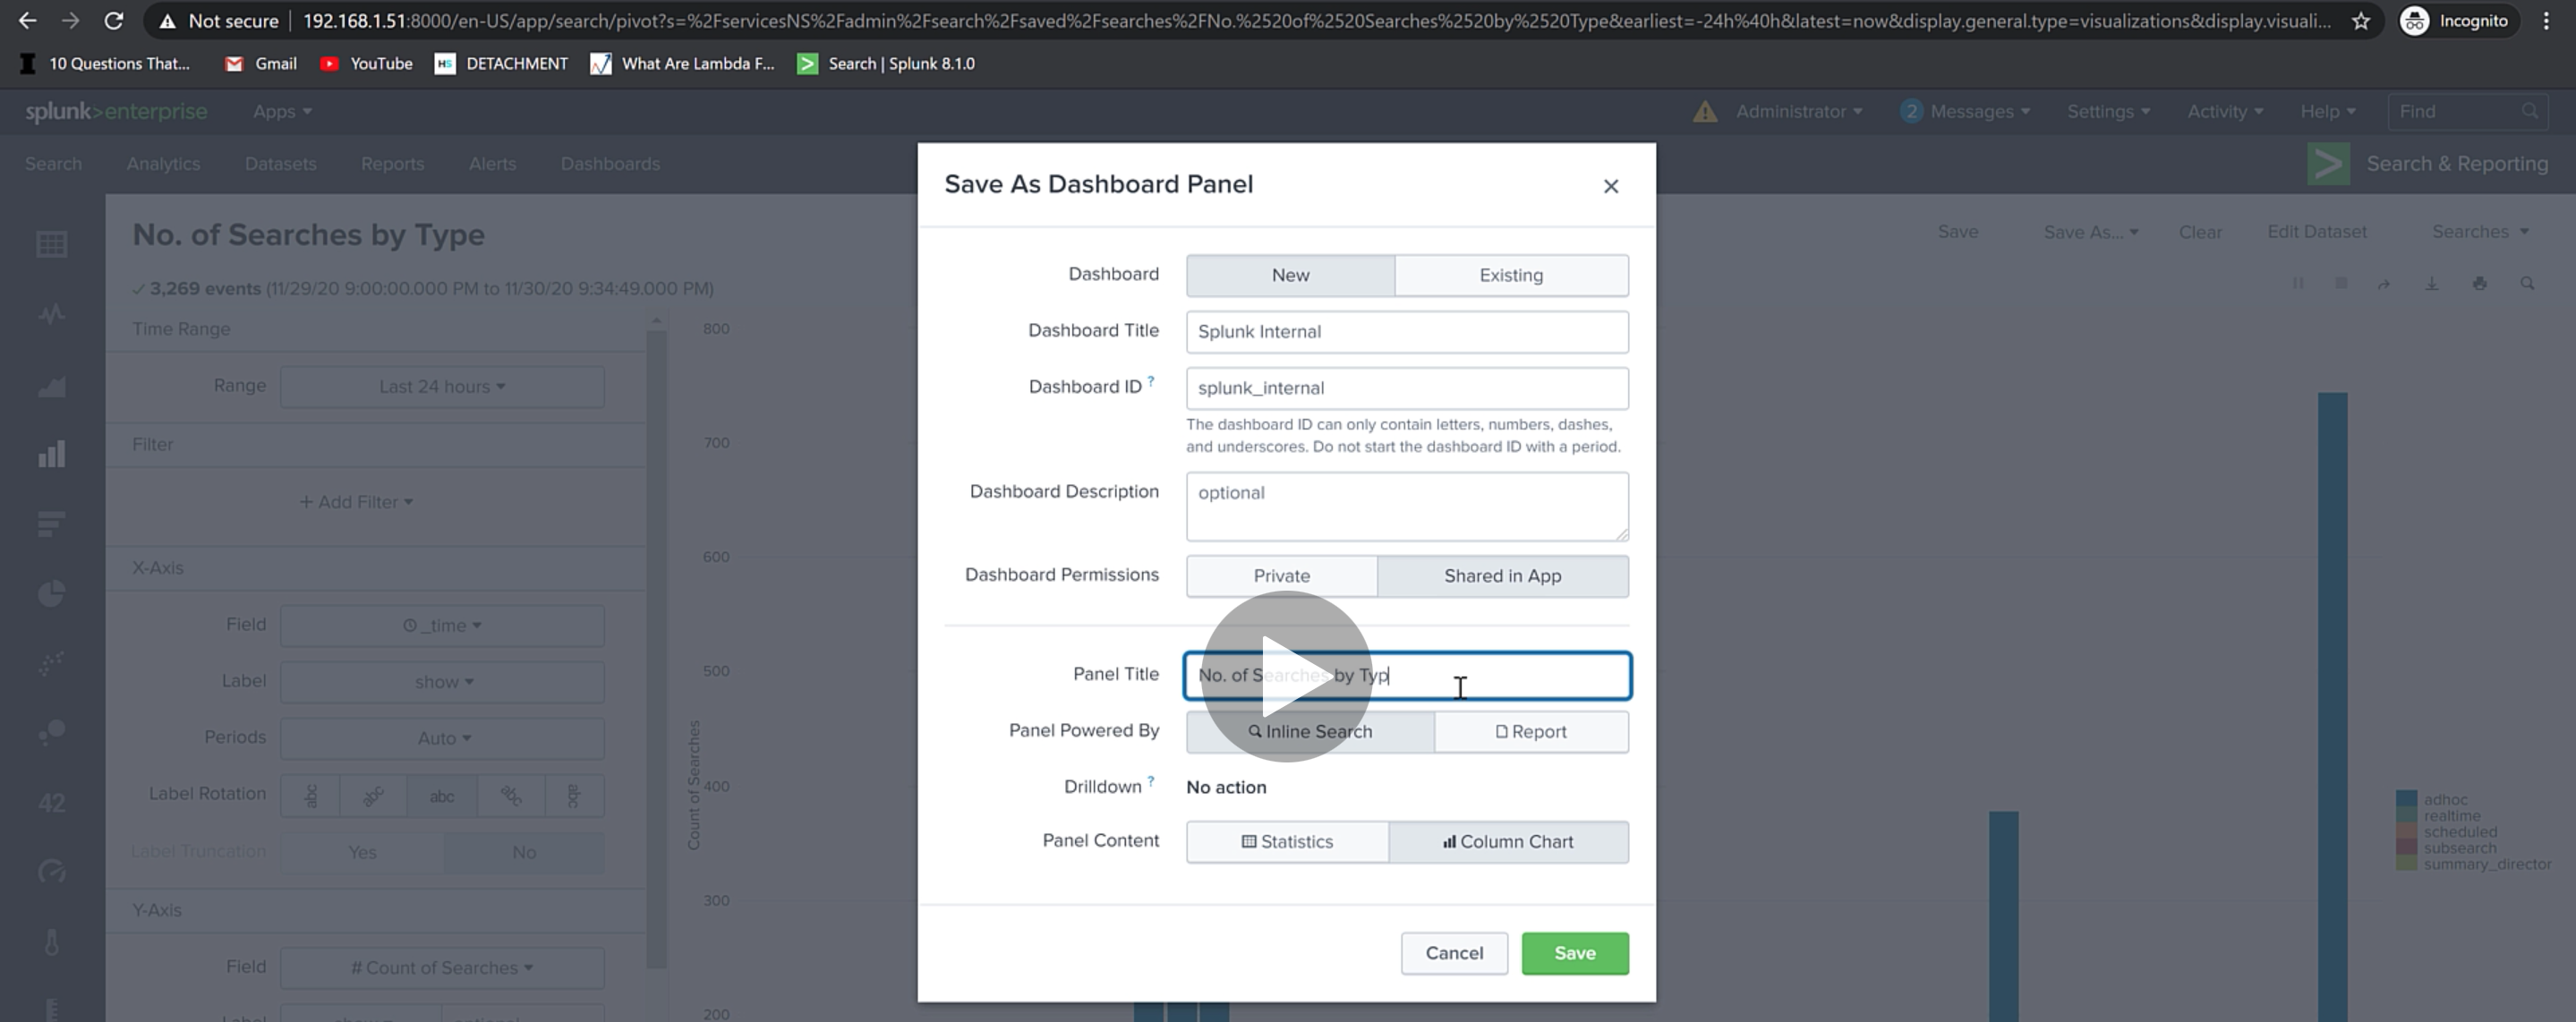 Not secure | 192.168.1.51:8000/en-US/app/search/pivot?s=%2FservicesNS%2Fadmin%2Fsearch%2Fsaved%2Fsearches%2FNo.%2520of%2520Searches%2520by%2520Type&earliest=-24h%40h&latest=now&display.general.type=visualizations&display.visuali... Incognito
10 Questions That... Gmail YouTube HS DETACHMENT What Are Lambda F... Search | Splunk 8.1.0
splunk>enterprise Apps Administrator 2 Messages Settings Activity Help Find
Search Analytics Datasets Reports Alerts Dashboards Search & Reporting
Save As Dashboard Panel
No. of Searches by Type Save Save As... Clear Edit Dataset Searches
3,269 events (11/29/20 9:00:00.000 PM to 11/30/20 9:34:49.000 PM)
Dashboard New Existing
Time Range
Dashboard Title Splunk Internal
Range Last 24 hours
Dashboard ID ? splunk_internal
The dashboard ID can only contain letters, numbers, dashes,
and underscores. Do not start the dashboard ID with a period.
Filter
+ Add Filter
Dashboard Description optional
Dashboard Permissions Private Shared in App
X-Axis
Field _time
Label show
Panel Title No. of Searches by Typ
Periods Auto
Panel Powered By Inline Search Report
Label Rotation abc abc abc abc abc
Drilldown ? No action
Label Truncation Yes No
Panel Content Statistics Column Chart
Y-Axis
Field # Count of Searches
Cancel Save
Label show optional
42
800
700
600
500
400
300
200
Count of Searches
adhoc
realtime
scheduled
subsearch
summary_director